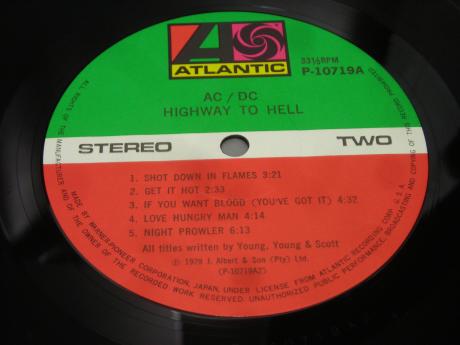 ATLANTIC
33⅓RPM
P-10719A
AC / DC
HIGHWAY TO HELL
STEREO
TWO
1. SHOT DOWN IN FLAMES 3:21
2. GET IT HOT 2:33
3. IF YOU WANT BLOOD (YOU'VE GOT IT) 4:32
4. LOVE HUNGRY MAN 4:14
5. NIGHT PROWLER 6:13
All titles written by Young, Young & Scott
Ⓟ 1979 J. Albert & Son (Pty) Ltd.
(P-10719A2)
MADE BY WARNER-PIONEER CORPORATION, JAPAN, UNDER LICENSE FROM ATLANTIC RECORDING CORP., U.S.A.
ALL RIGHTS OF THE MANUFACTURER AND OF THE OWNER OF THE RECORDED WORK RESERVED. UNAUTHORIZED PUBLIC PERFORMANCE, BROADCASTING AND COPYING OF THIS RECORD PROHIBITED